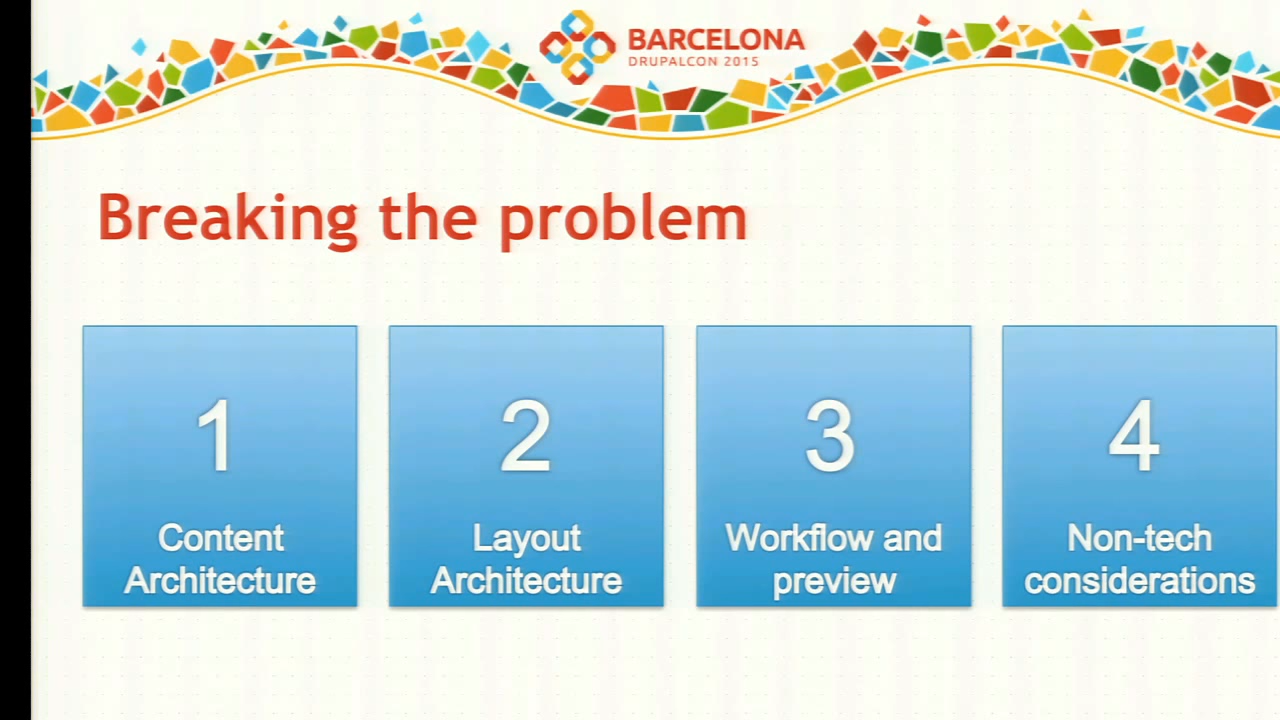 BARCELONA
DRUPALCON 2015
Breaking the problem
1
Content
Architecture
2
Layout
Architecture
3
Workflow and
preview
4
Non-tech
considerations